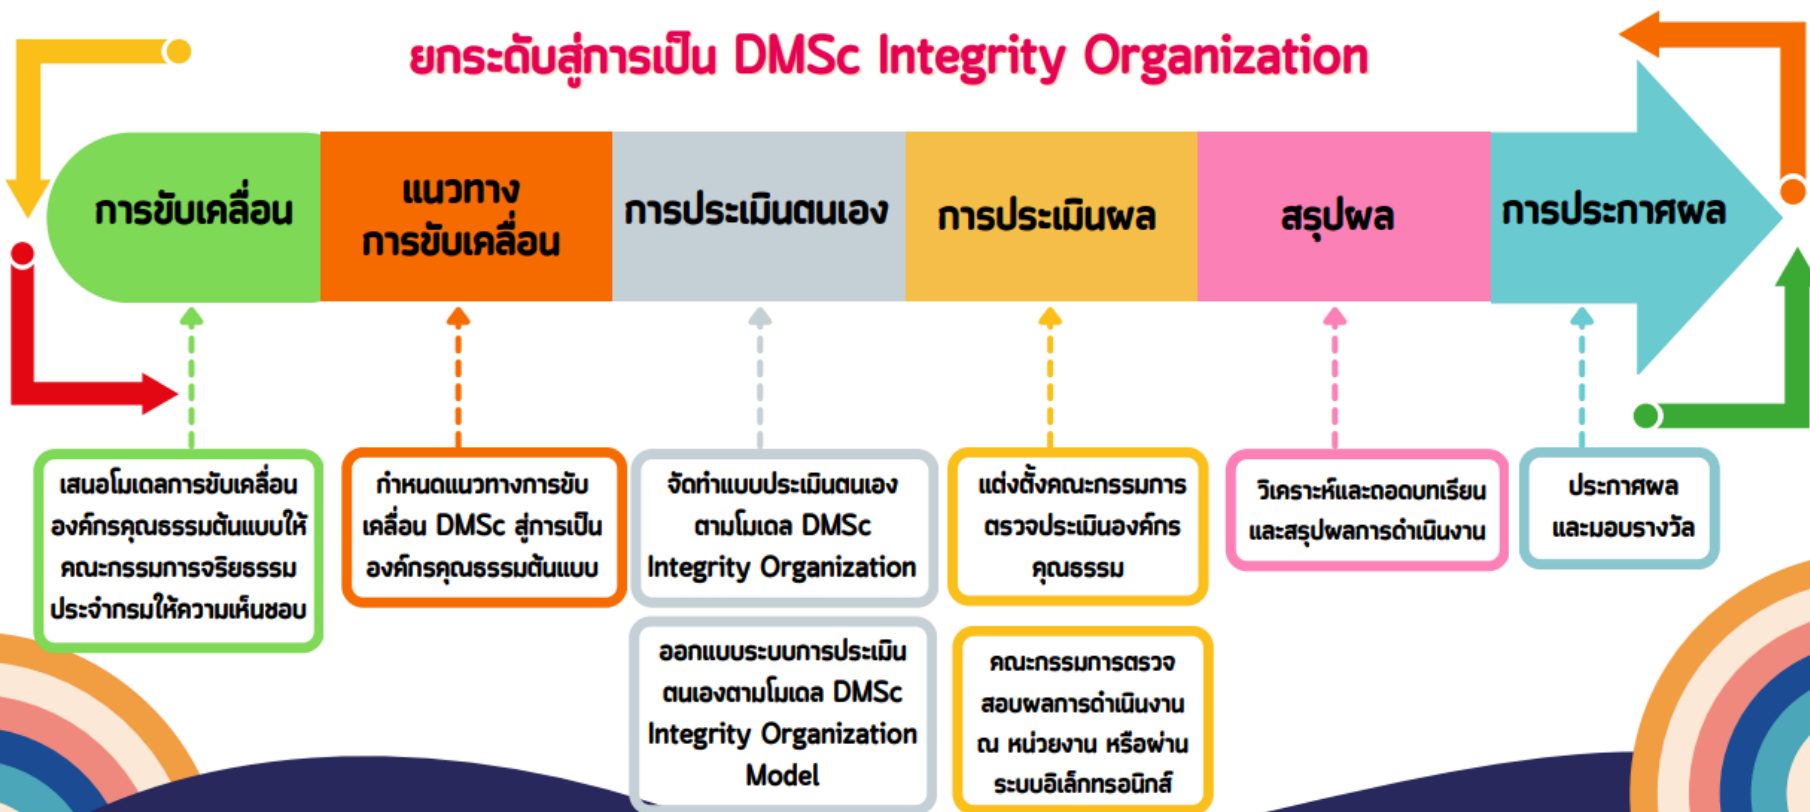 ยกระดับสู่การเป็น DMSc Integrity Organization
การขับเคลื่อน
แนวทาง
การขับเคลื่อน
การประเมินตนเอง
การประเมินผล
สรุปผล
การประกาศผล
เสนอโมเดลการขับเคลื่อน
องค์กรคุณธรรมต้นแบบให้
คณะกรรมการจริยธรรม
ประจำกรมให้ความเห็นชอบ
กำหนดแนวทางการขับ
เคลื่อน DMSc สู่การเป็น
องค์กรคุณธรรมต้นแบบ
จัดทำแบบประเมินตนเอง
ตามโมเดล DMSc
Integrity Organization
ออกแบบระบบการประเมิน
ตนเองตามโมเดล DMSc
Integrity Organization
Model
แต่งตั้งคณะกรรมการ
ตรวจประเมินองค์กร
คุณธรรม
คณะกรรมการตรวจ
สอบผลการดำเนินงาน
ณ หน่วยงาน หรือผ่าน
ระบบอิเล็กทรอนิกส์
วิเคราะห์และถอดบทเรียน
และสรุปผลการดำเนินงาน
ประกาศผล
และมอบรางวัล